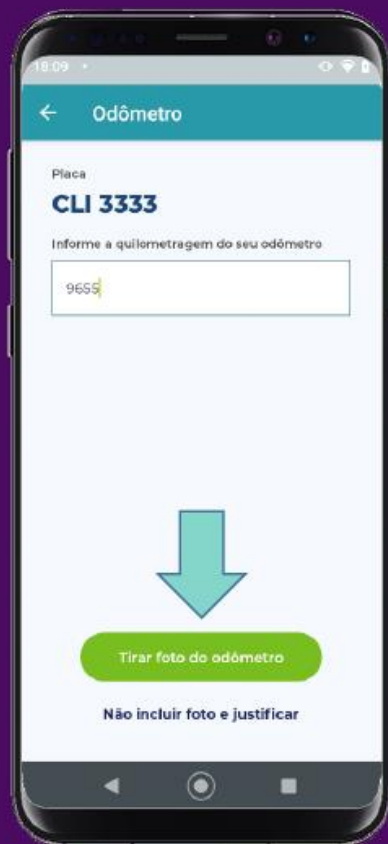 18:09
Odômetro
Placa
CLI 3333
Informe a quilometragem do seu odômetro
9655
Tirar foto do odômetro
Não incluir foto e justificar